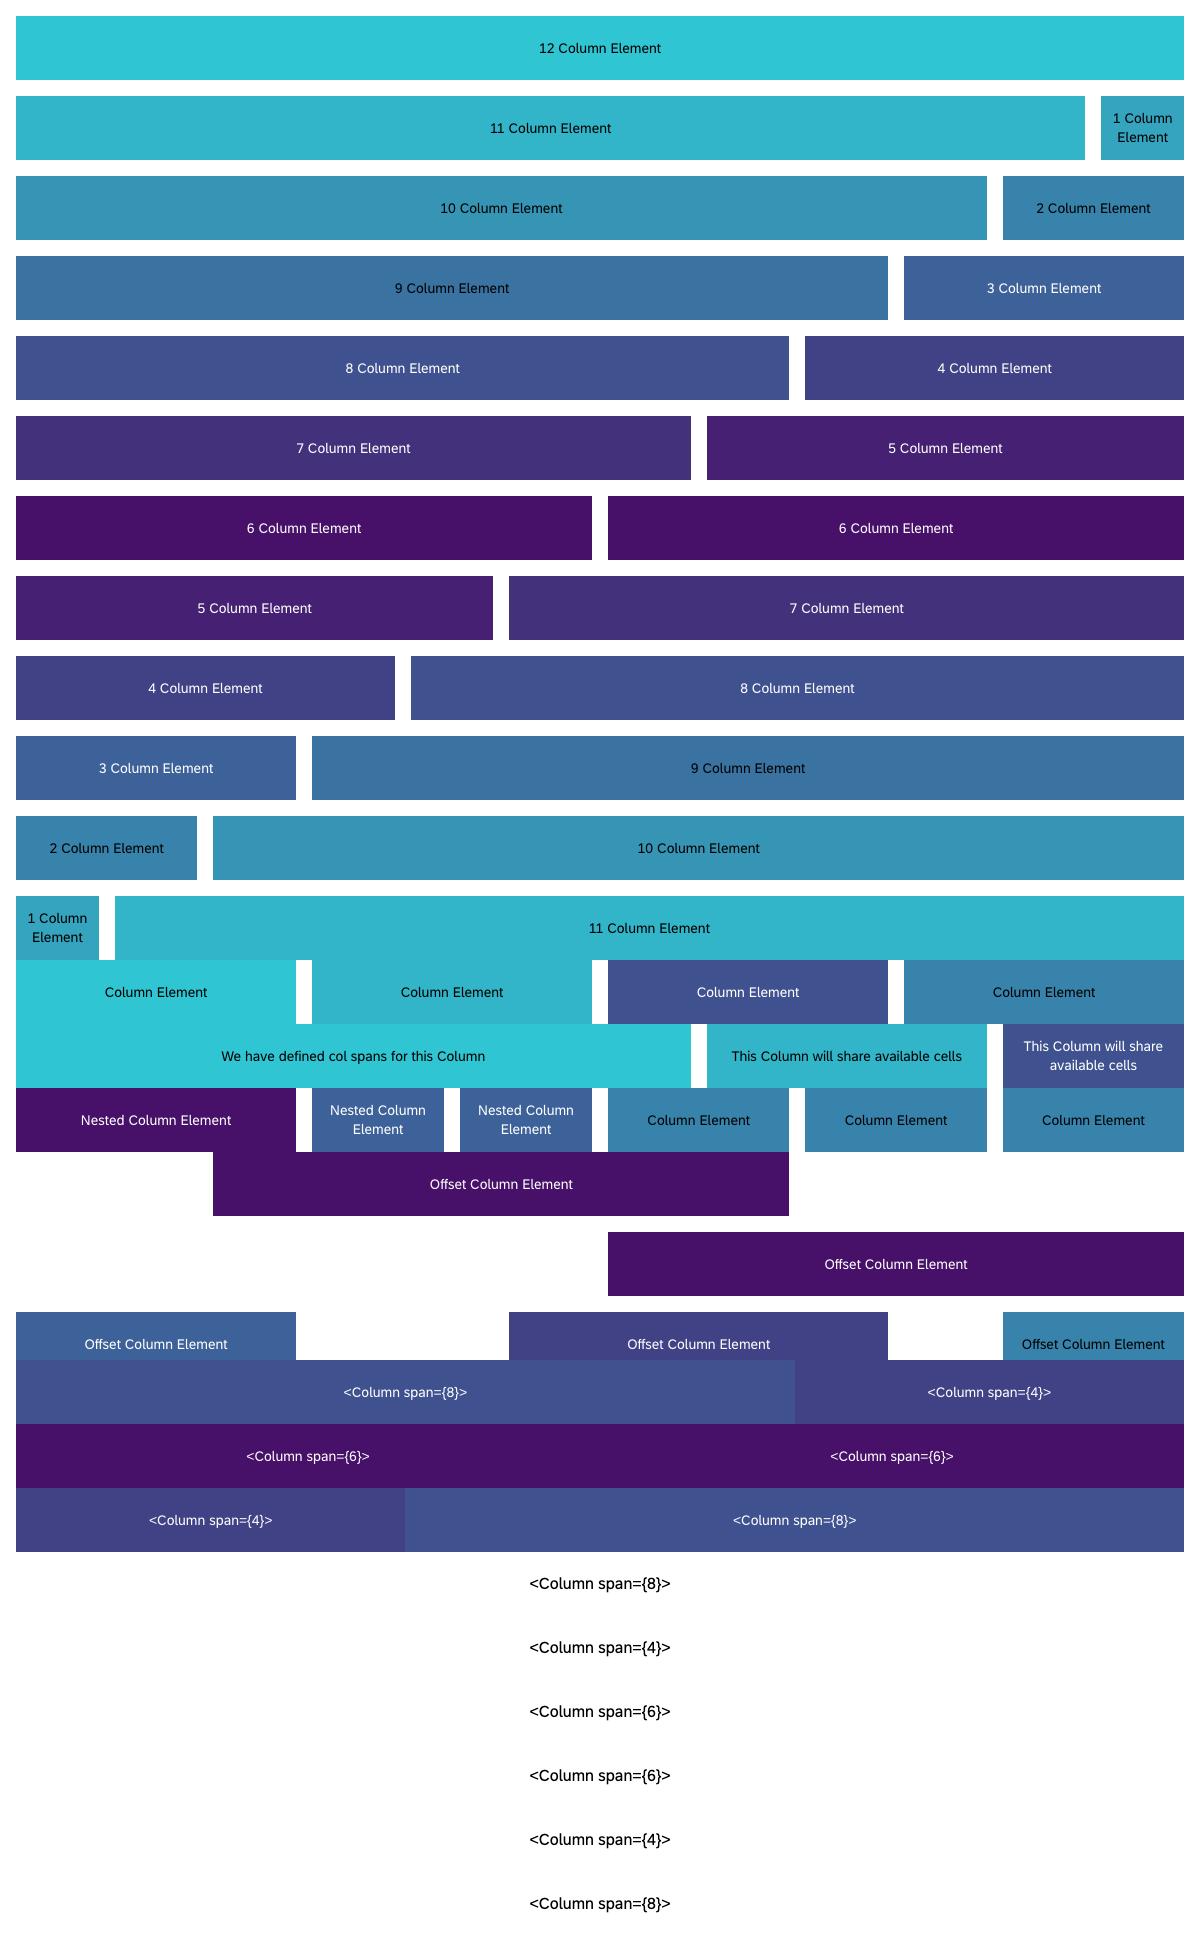 12 Column Element
11 Column Element
1 Column
Element
10 Column Element
2 Column Element
9 Column Element
3 Column Element
8 Column Element
4 Column Element
7 Column Element
5 Column Element
6 Column Element
6 Column Element
5 Column Element
7 Column Element
4 Column Element
8 Column Element
3 Column Element
9 Column Element
2 Column Element
10 Column Element
1 Column
Element
11 Column Element
Column Element
Column Element
Column Element
Column Element
We have defined col spans for this Column
This Column will share available cells
This Column will share
available cells
Nested Column Element
Nested Column
Element
Nested Column
Element
Column Element
Column Element
Column Element
Offset Column Element
Offset Column Element
Offset Column Element
Offset Column Element
Offset Column Element
<Column span={8}>
<Column span={4}>
<Column span={6}>
<Column span={6}>
<Column span={4}>
<Column span={8}>
<Column span={8}>
<Column span={4}>
<Column span={6}>
<Column span={6}>
<Column span={4}>
<Column span={8}>